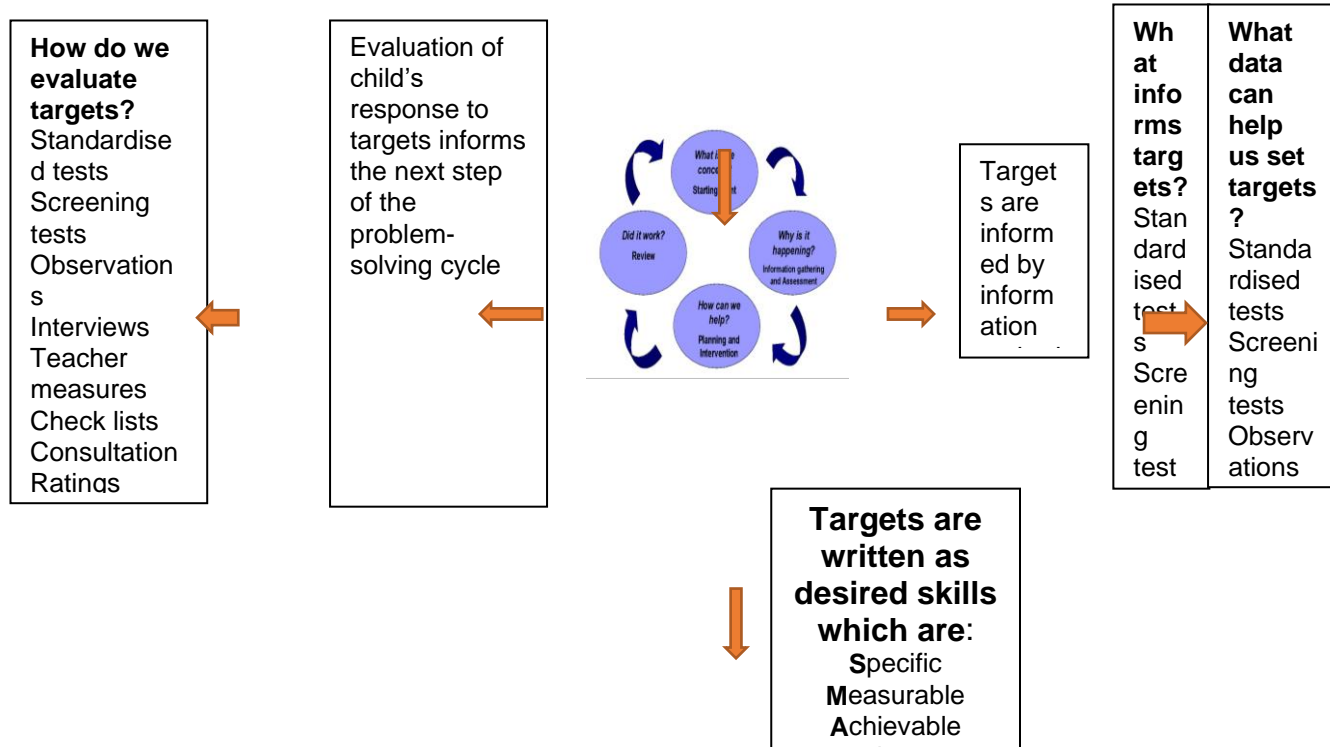 How do we
evaluate
targets?
Standardise
d tests
Screening
tests
Observation
s
Interviews
Teacher
measures
Check lists
Consultation
Ratings
Evaluation of
child's
response to
targets informs
the next step
of the
problem-
solving cycle
What is
Starting
Did it work?
Review
Why is it
happening?
Information gathering
and Assessment
How can we
help?
Planning and
Intervention
Target
s are
inform
ed by
inform
ation
Wh
at
info
rms
targ
ets?
Stan
dard
ised
test
s
Scre
enin
g
test
What
data
can
help
us set
targets
?
Standa
rdised
tests
Screeni
ng
tests
Observ
ations
Targets are
written as
desired skills
which are:
Specific
Measurable
Achievable